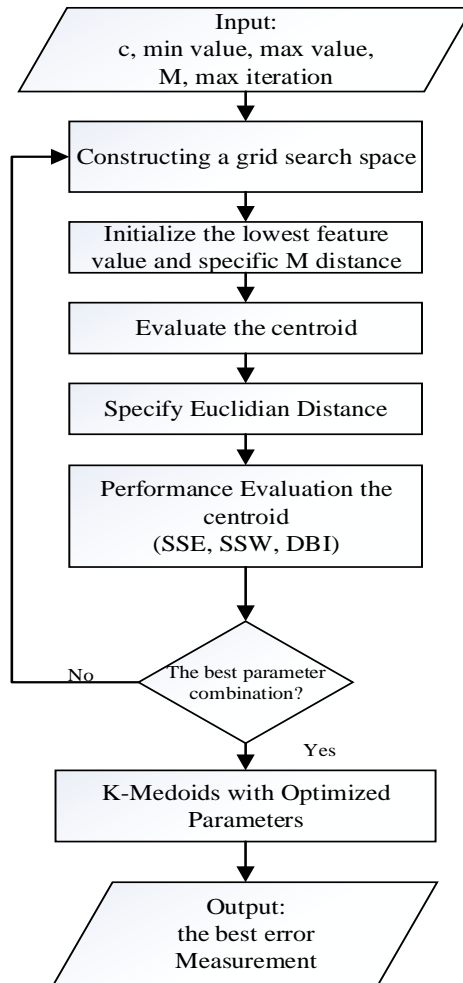 Input:
c, min value, max value,
M, max iteration
Constructing a grid search space
Initialize the lowest feature
value and specific M distance
Evaluate the centroid
Specify Euclidian Distance
Performance Evaluation the
centroid
(SSE, SSW, DBI)
The best parameter
combination?
No
Yes
K-Medoids with Optimized
Parameters
Output:
the best error
Measurement